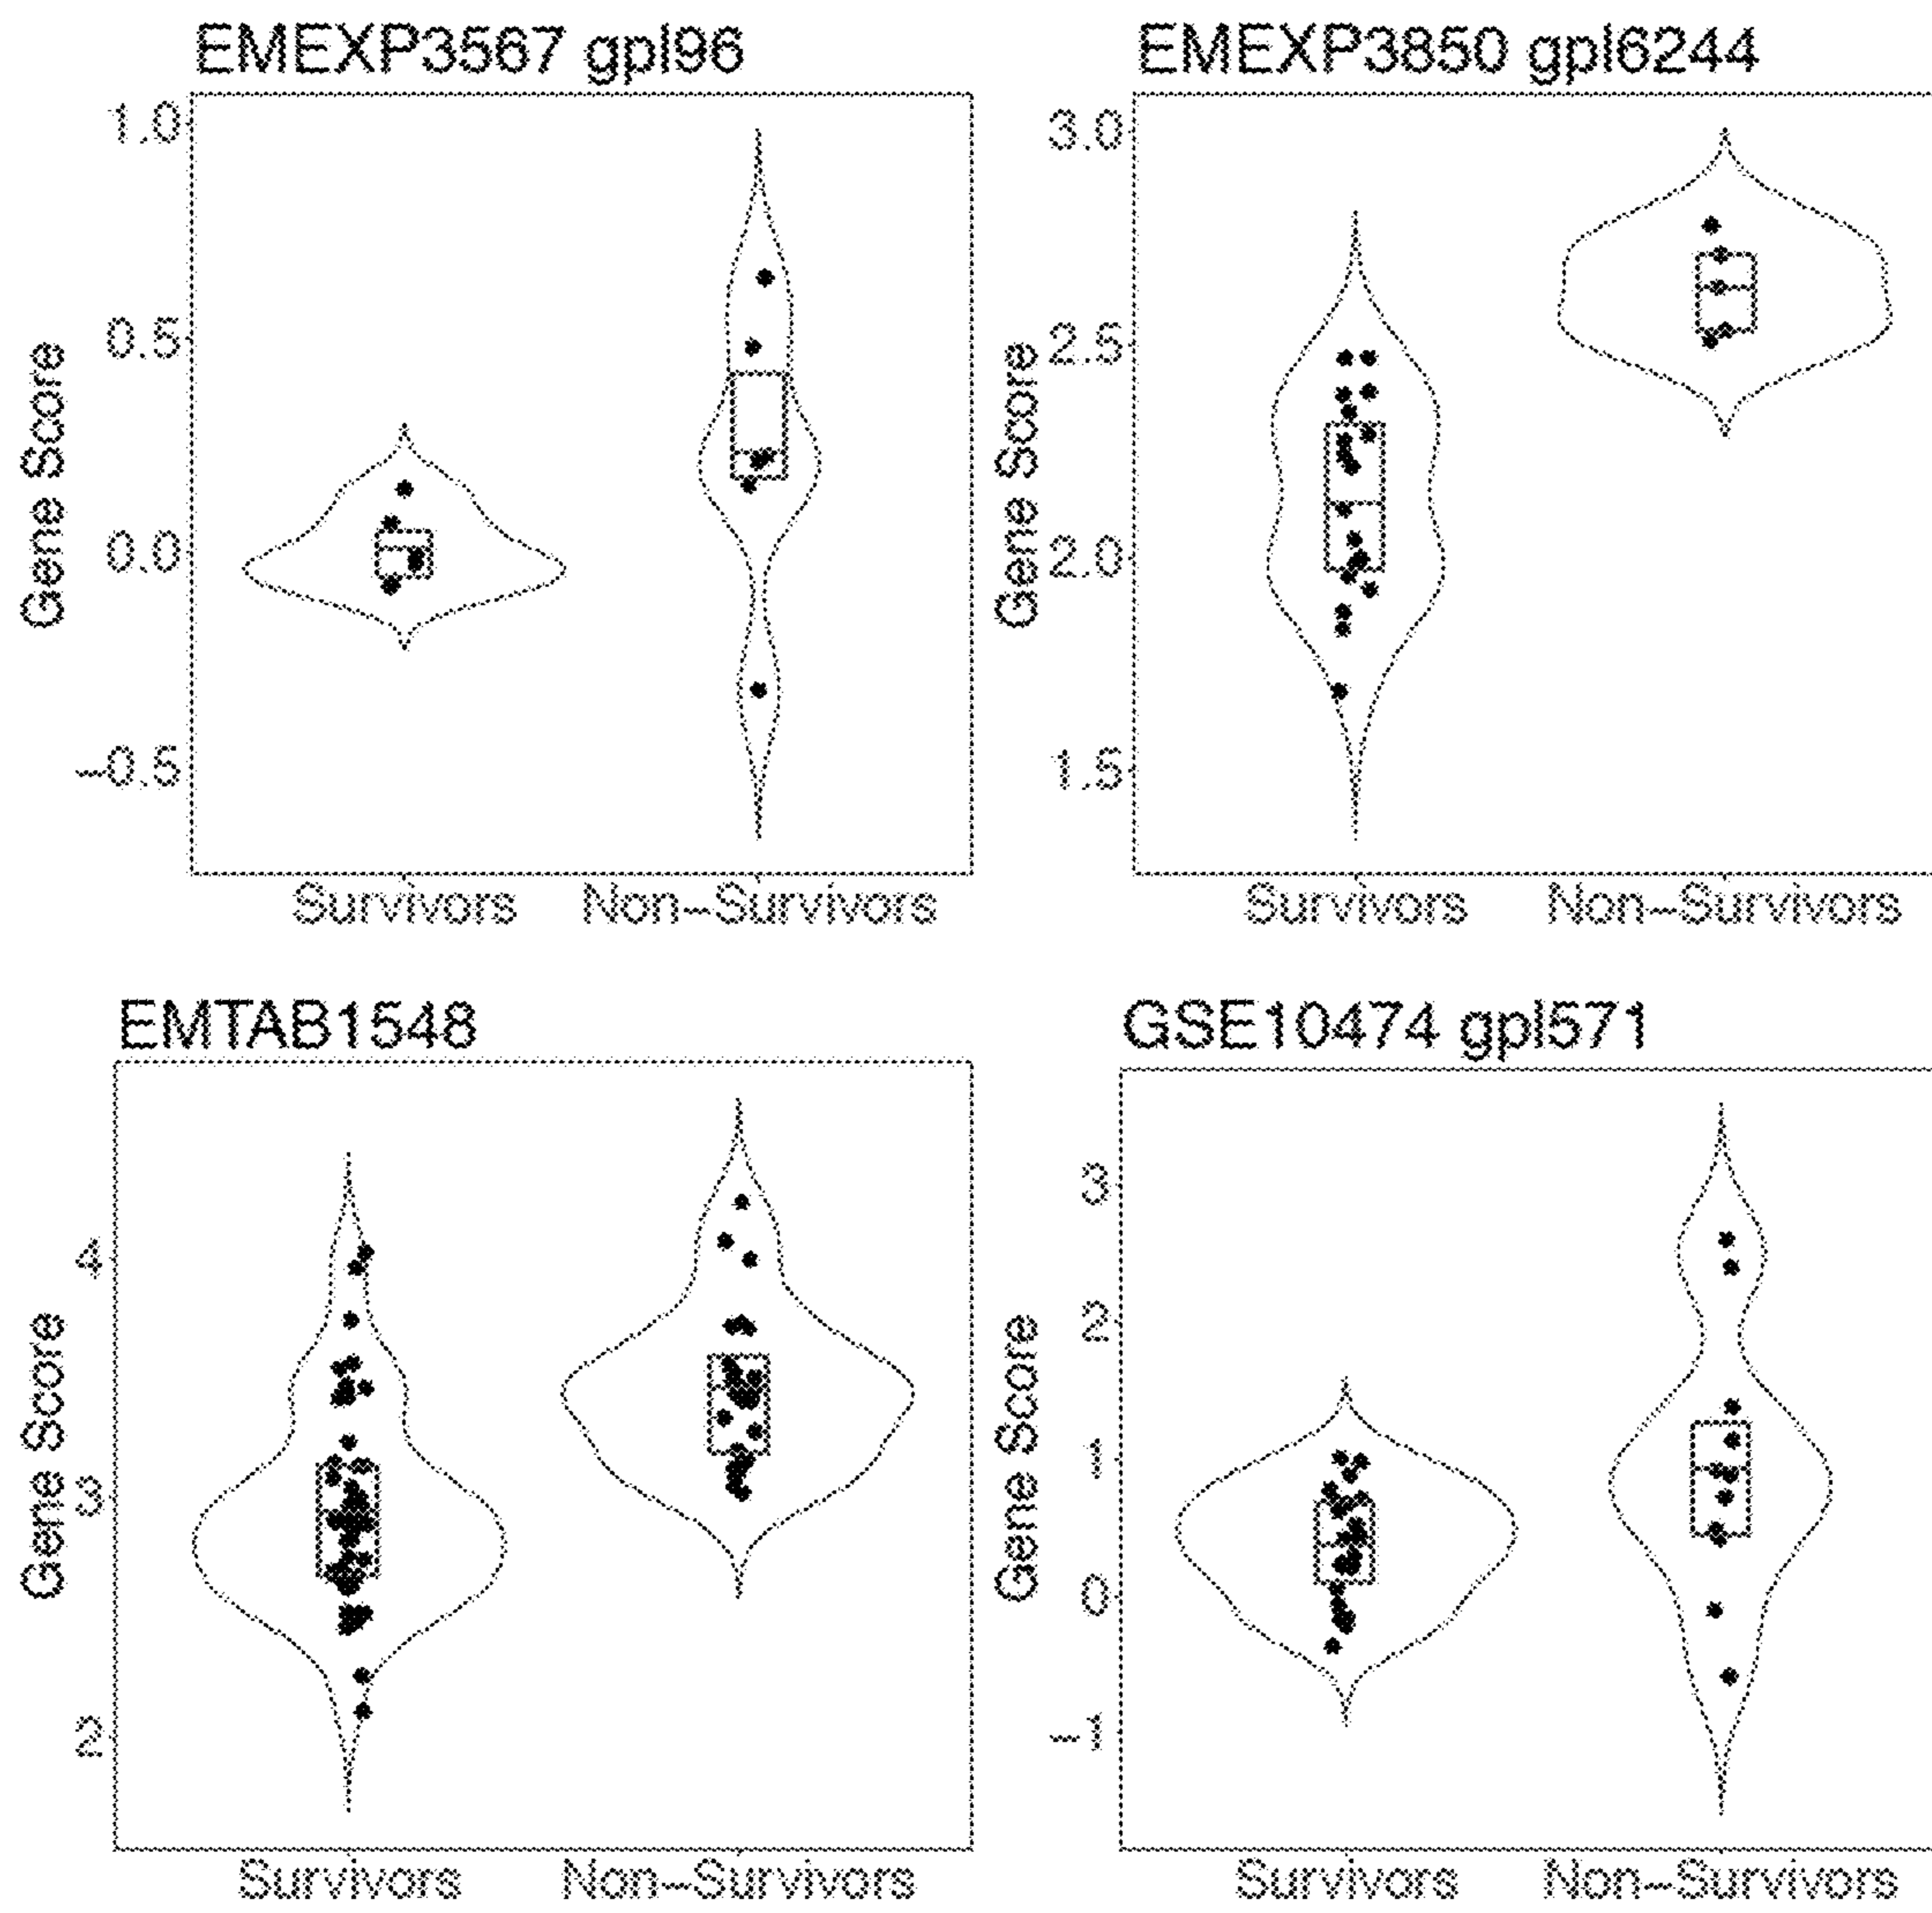 EMEXP3567 gpl96
1.0
0.5
0.0
−0.5
Gene Score
Survivors Non−Survivors
EMEXP3850 gpl6244
3.0
2.5
2.0
1.5
Gene Score
Survivors Non−Survivors
EMTAB1548
4
3
2
Gene Score
Survivors Non−Survivors
GSE10474 gpl571
3
2
1
0
−1
Gene Score
Survivors Non−Survivors